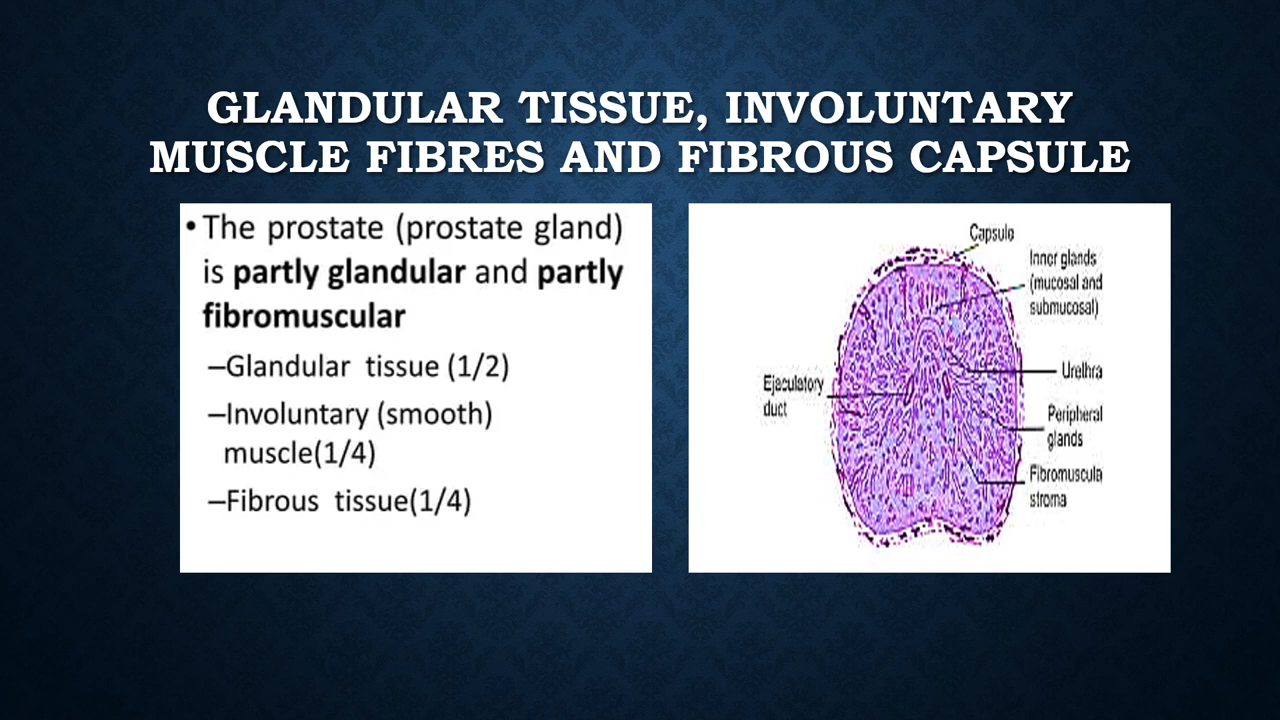 GLANDULAR TISSUE, INVOLUNTARY
MUSCLE FIBRES AND FIBROUS CAPSULE
• The prostate (prostate gland)
is partly glandular and partly
fibromuscular
–Glandular tissue (1/2)
–Involuntary (smooth)
muscle(1/4)
–Fibrous tissue(1/4)
Capsule
Inner glands
(mucosal and
submucosal)
Urethra
Ejaculatory
duct
Peripheral
glands
Fibromuscula
stroma